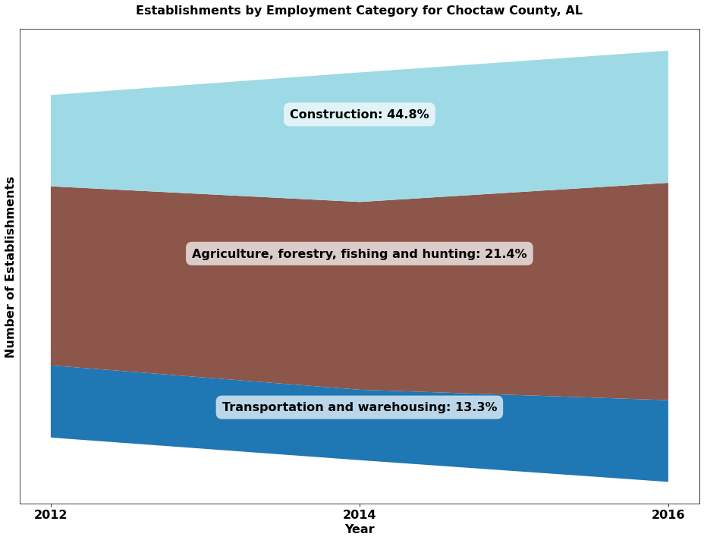 Establishments by Employment Category for Choctaw County, AL
Number of Establishments
Construction: 44.8%
Agriculture, forestry, fishing and hunting: 21.4%
Transportation and warehousing: 13.3%
2012 2014 2016
Year